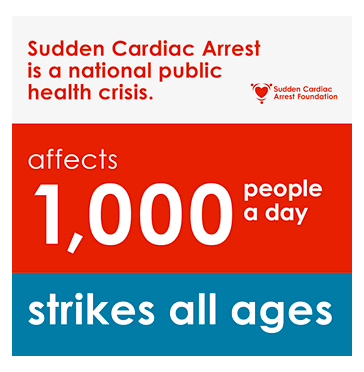 Sudden Cardiac Arrest
is a national public
health crisis.
Sudden Cardiac
Arrest Foundation
affects
1,000 people
a day
strikes all ages